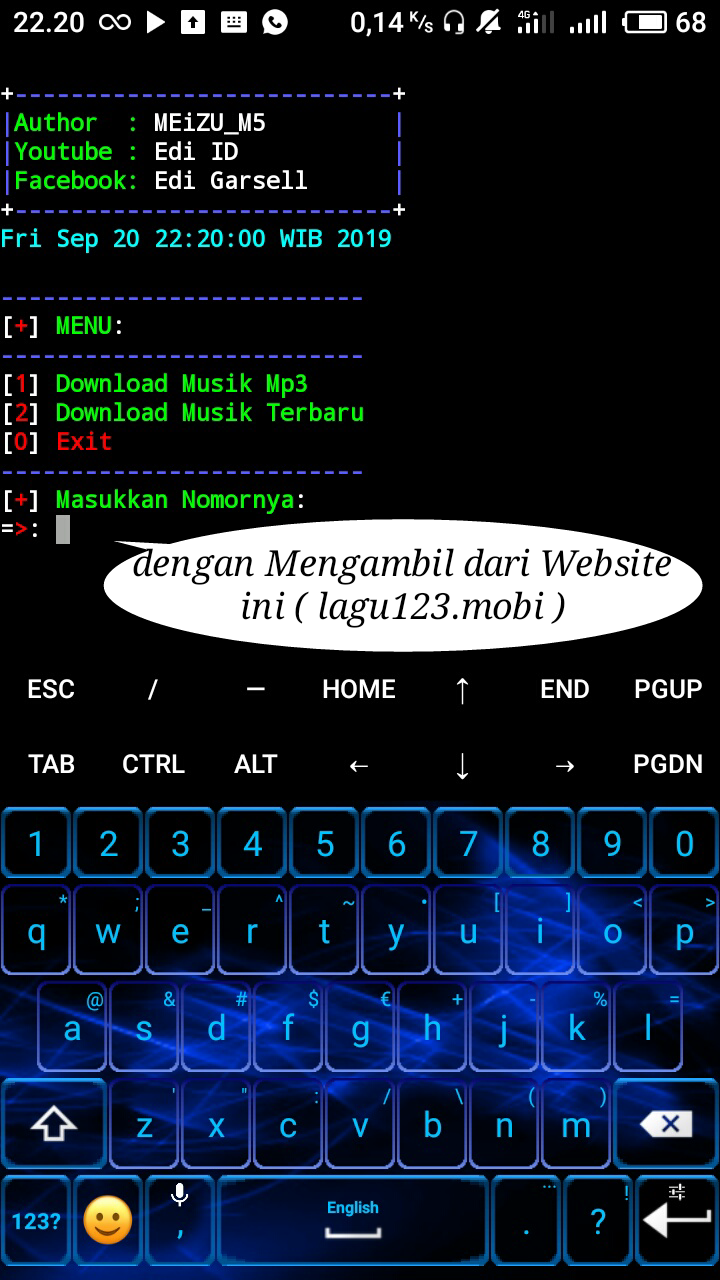 22.20 0,14 K/s 4G 68
+---------------------------+
|Author : MEiZU_M5 |
|Youtube : Edi ID |
|Facebook: Edi Garsell |
+---------------------------+
Fri Sep 20 22:20:00 WIB 2019
--------------------------
[+] MENU:
--------------------------
[1] Download Musik Mp3
[2] Download Musik Terbaru
[0] Exit
--------------------------
[+] Masukkan Nomornya:
=>:
dengan Mengambil dari Website
ini ( lagu123.mobi )
ESC / — HOME ↑ END PGUP
TAB CTRL ALT ← ↓ → PGDN
1 2 3 4 5 6 7 8 9 0
* ; _ ^ ~ • [ ] < >
q w e r t y u i o p
@ & # $ € + - % =
a s d f g h j k l
' " : / \ ( )
z x c v b n m
... !
123? , English . ?